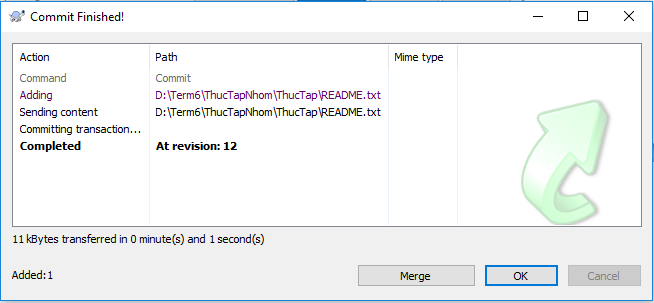 Commit Finished!
Action Path Mime type
Command Commit
Adding D:\Term6\ThucTapNhom\ThucTap\README.txt
Sending content D:\Term6\ThucTapNhom\ThucTap\README.txt
Committing transaction...
Completed At revision: 12
11 kBytes transferred in 0 minute(s) and 1 second(s)
Added:1 Merge OK Cancel